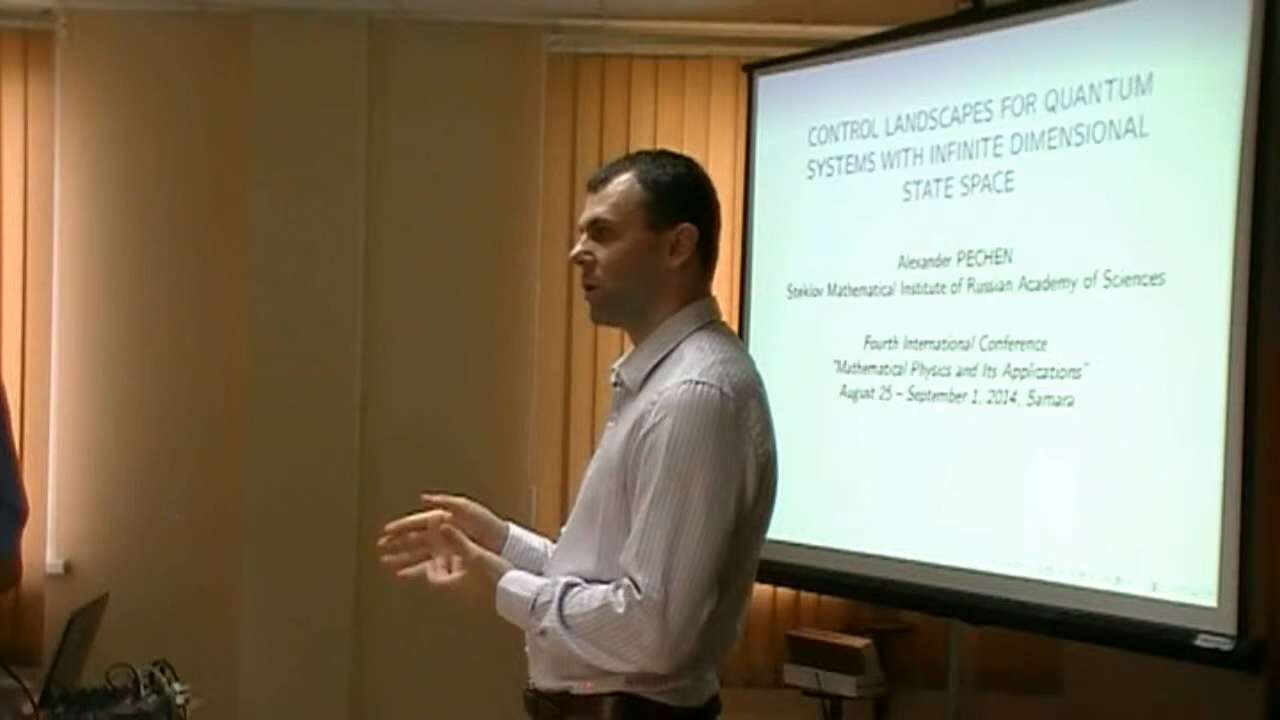 CONTROL LANDSCAPES FOR QUANTUM
SYSTEMS WITH INFINITE DIMENSIONAL
STATE SPACE
Alexander PECHEN
Steklov Mathematical Institute of Russian Academy of Sciences
Fourth International Conference
"Mathematical Physics and Its Applications"
August 25 – September 1, 2014, Samara